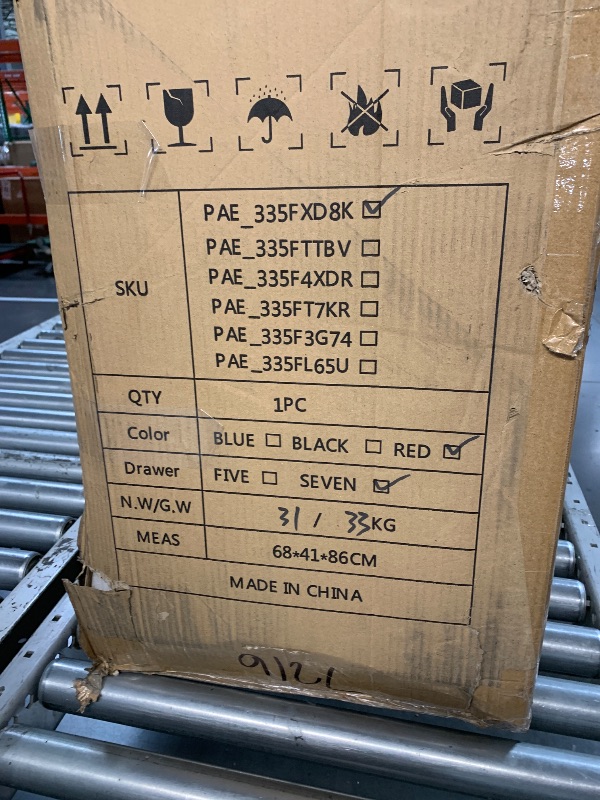 SKU
PAE_335FXD8K
PAE_335FTTBV
PAE_335F4XDR
PAE_335FT7KR
PAE_335F3G74
PAE_335FL65U
QTY 1PC
Color BLUE BLACK RED
Drawer FIVE SEVEN
N.W/G.W 31 / 33KG
MEAS 68*41*86CM
MADE IN CHINA